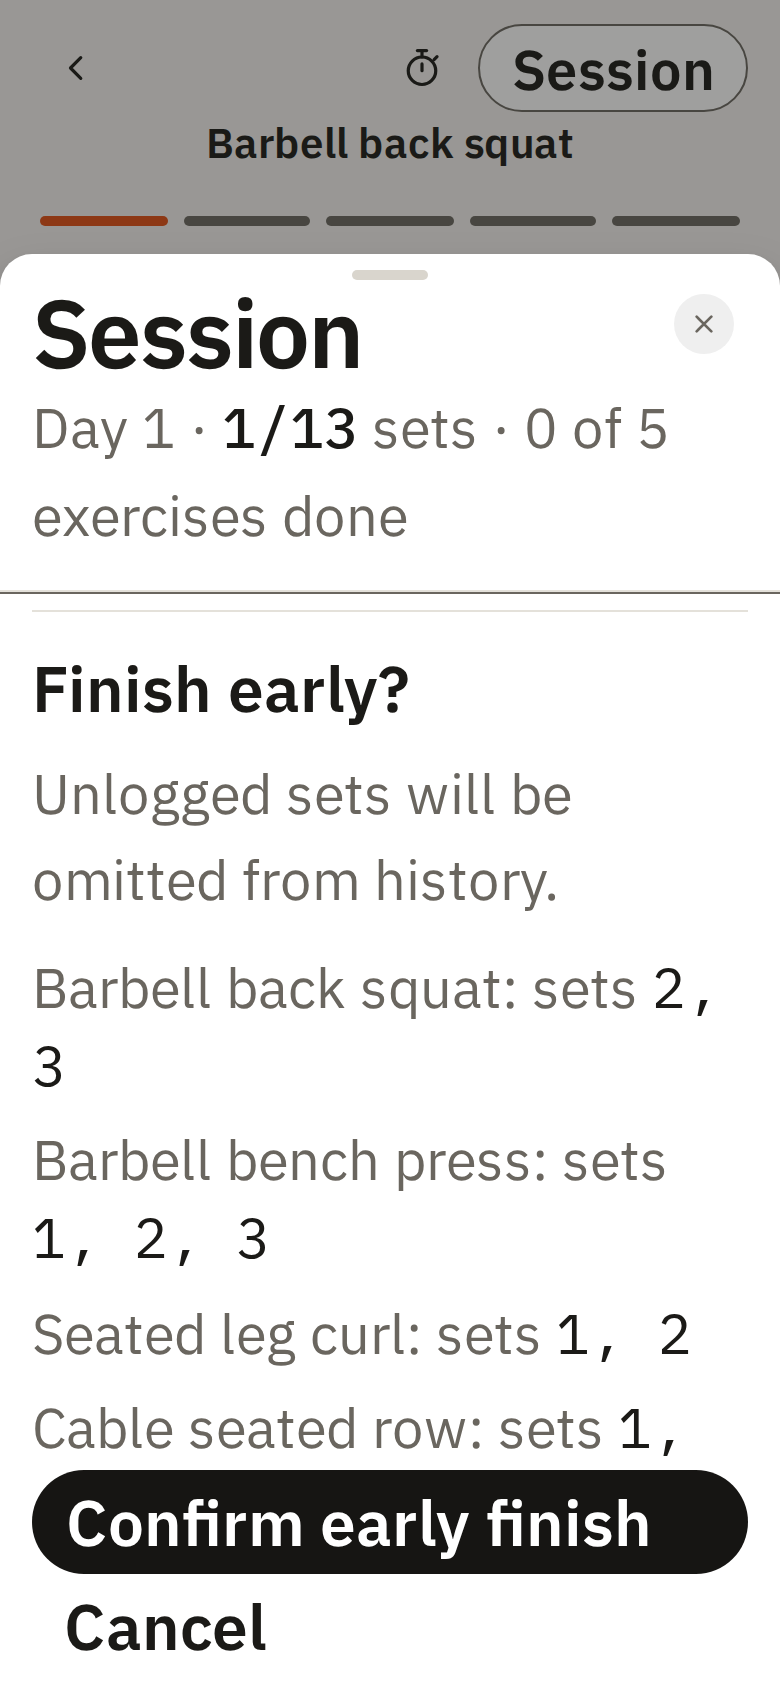 Session
Barbell back squat
Session
Day 1 · 1/13 sets · 0 of 5
exercises done
Finish early?
Unlogged sets will be
omitted from history.
Barbell back squat: sets 2,
3
Barbell bench press: sets
1, 2, 3
Seated leg curl: sets 1, 2
Cable seated row: sets 1,
Confirm early finish
Cancel